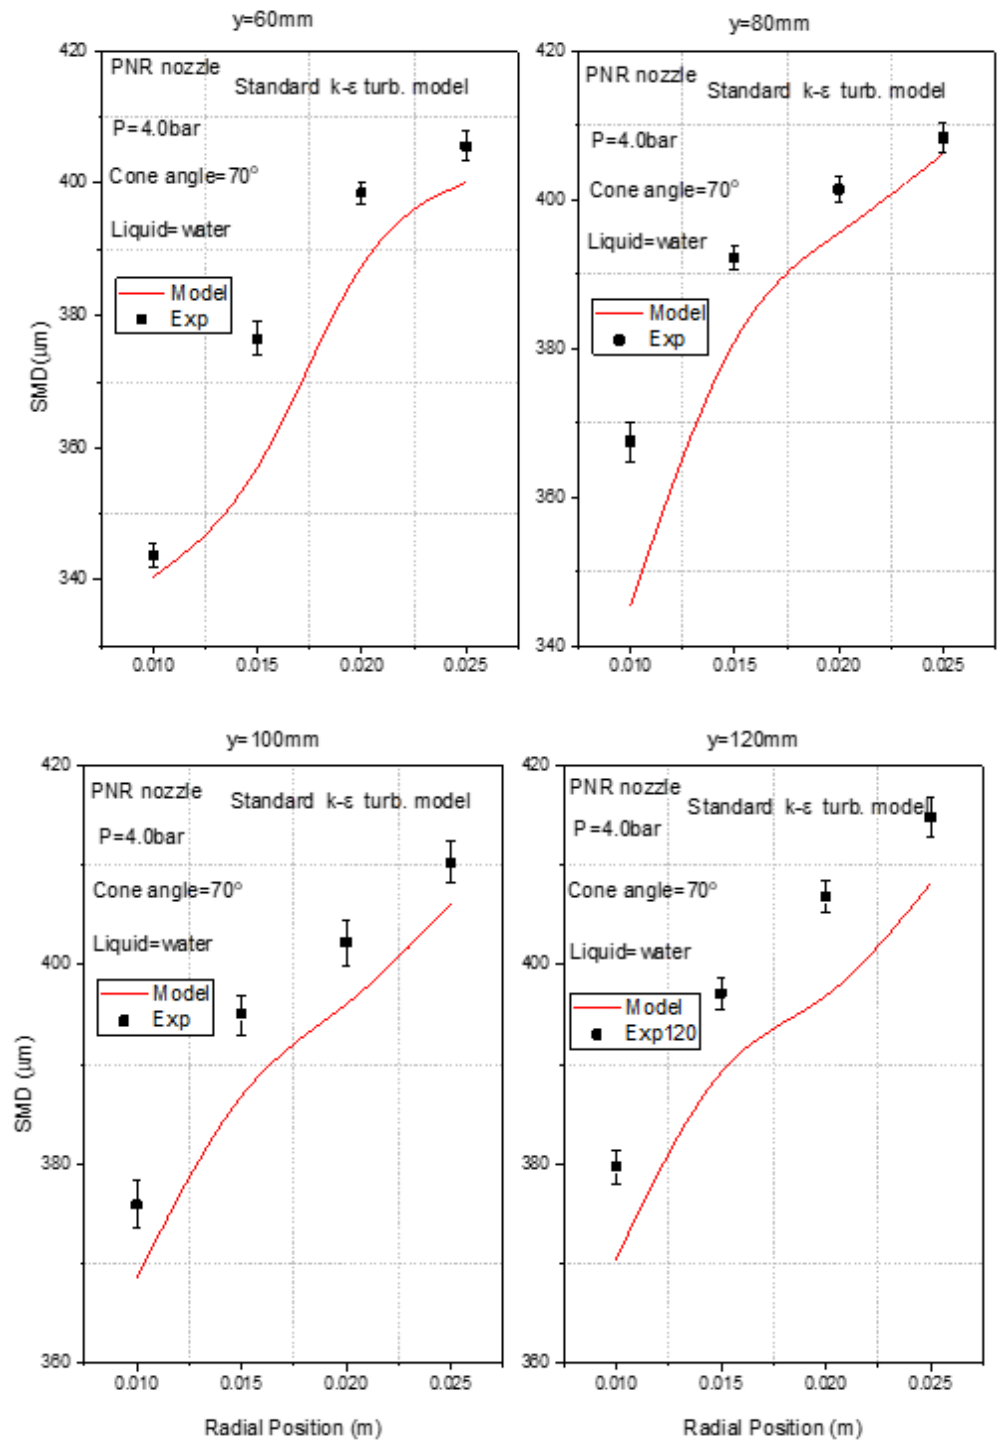 y=60mm
420
PNR nozzle
Standard k-ε turb. model
P=4.0bar
400
Cone angle=70°
Liquid=water
Model
Exp
380
SMD(µm)
360
340
0.010 0.015 0.020 0.025
y=80mm
420
PNR nozzle
Standard k-ε turb. model
P=4.0bar
400
Cone angle=70°
Liquid=water
Model
Exp
380
360
340
0.010 0.015 0.020 0.025
y=100mm
420
PNR nozzle
Standard k-ε turb. model
P=4.0bar
Cone angle=70°
Liquid=water
400
Model
Exp
SMD (µm)
380
360
0.010 0.015 0.020 0.025
Radial Position (m)
y=120mm
420
PNR nozzle
Standard k-ε turb. model
P=4.0bar
Cone angle=70°
Liquid=water
400
Model
Exp120
380
360
0.010 0.015 0.020 0.025
Radial Position (m)